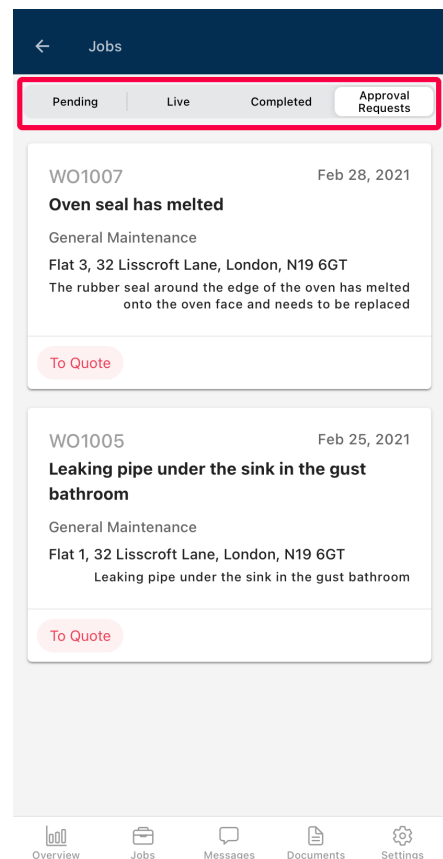 Jobs
Pending Live Completed Approval Requests
WO1007 Feb 28, 2021
Oven seal has melted
General Maintenance
Flat 3, 32 Lisscroft Lane, London, N19 6GT
The rubber seal around the edge of the oven has melted
onto the oven face and needs to be replaced
To Quote
WO1005 Feb 25, 2021
Leaking pipe under the sink in the gust
bathroom
General Maintenance
Flat 1, 32 Lisscroft Lane, London, N19 6GT
Leaking pipe under the sink in the gust bathroom
To Quote
Overview Jobs Messages Documents Settings